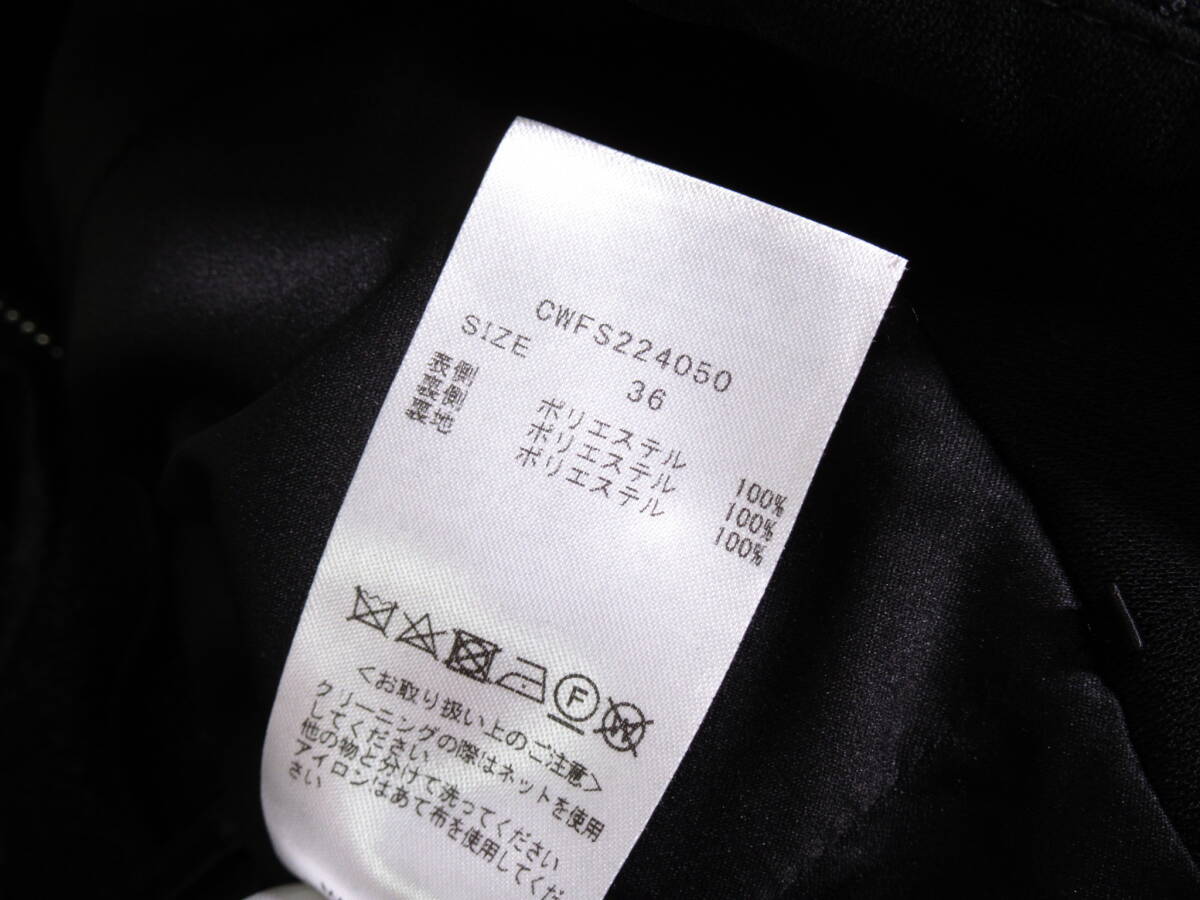 CWFS224050
SIZE 36
表側 ポリエステル 100%
裏側 ポリエステル 100%
裏地 ポリエステル 100%
F W
<お取り扱い上のご注意>
クリーニングの際はネットを使用
してください
他の物と分けて洗ってください
アイロンはあて布を使用してくだ
さい